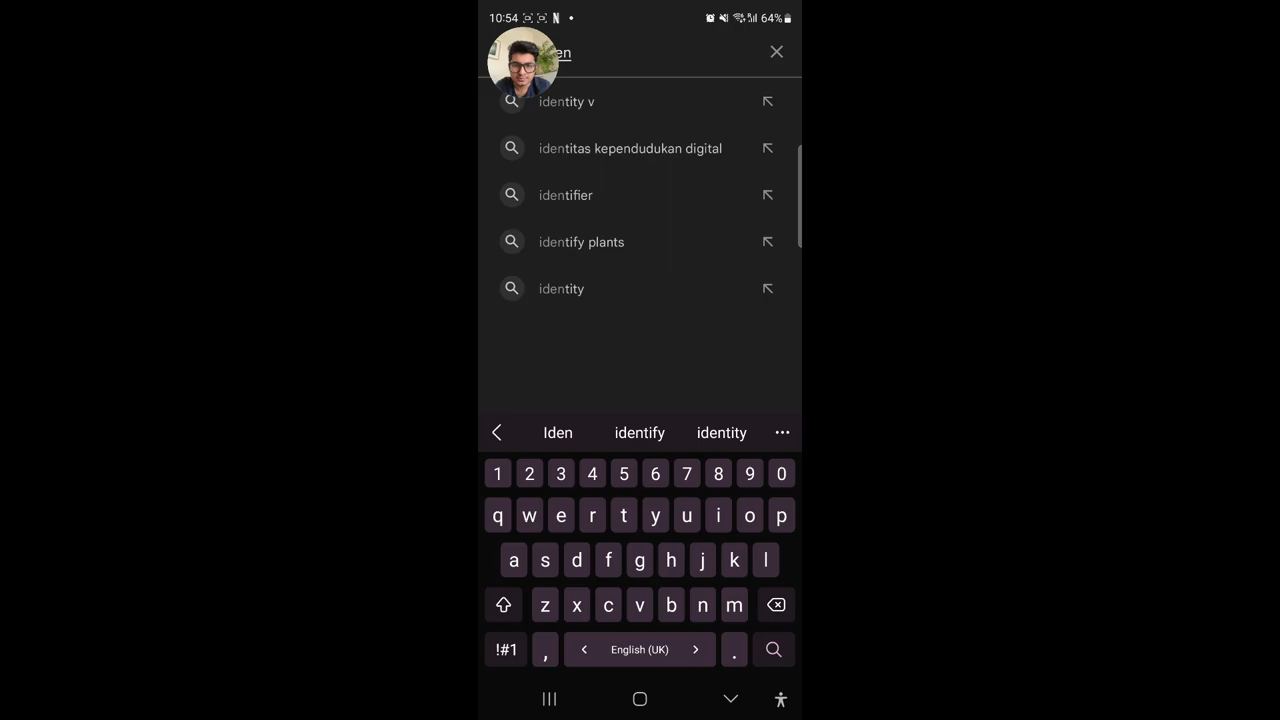 10:54 N 64%
en
identity v
identitas kependudukan digital
identifier
identify plants
identity
Iden identify identity
1 2 3 4 5 6 7 8 9 0
q w e r t y u i o p
a s d f g h j k l
z x c v b n m
!#1 , < English (UK) > .